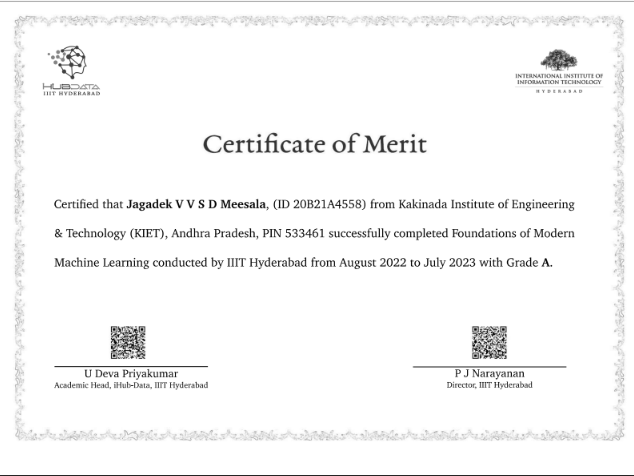 HUBDATA
IIIT HYDERABAD
INTERNATIONAL INSTITUTE OF
INFORMATION TECHNOLOGY
HYDERABAD
Certificate of Merit
Certified that Jagadek V V S D Meesala, (ID 20B21A4558) from Kakinada Institute of Engineering
& Technology (KIET), Andhra Pradesh, PIN 533461 successfully completed Foundations of Modern
Machine Learning conducted by IIIT Hyderabad from August 2022 to July 2023 with Grade A.
U Deva Priyakumar
Academic Head, iHub-Data, IIIT Hyderabad
P J Narayanan
Director, IIIT Hyderabad